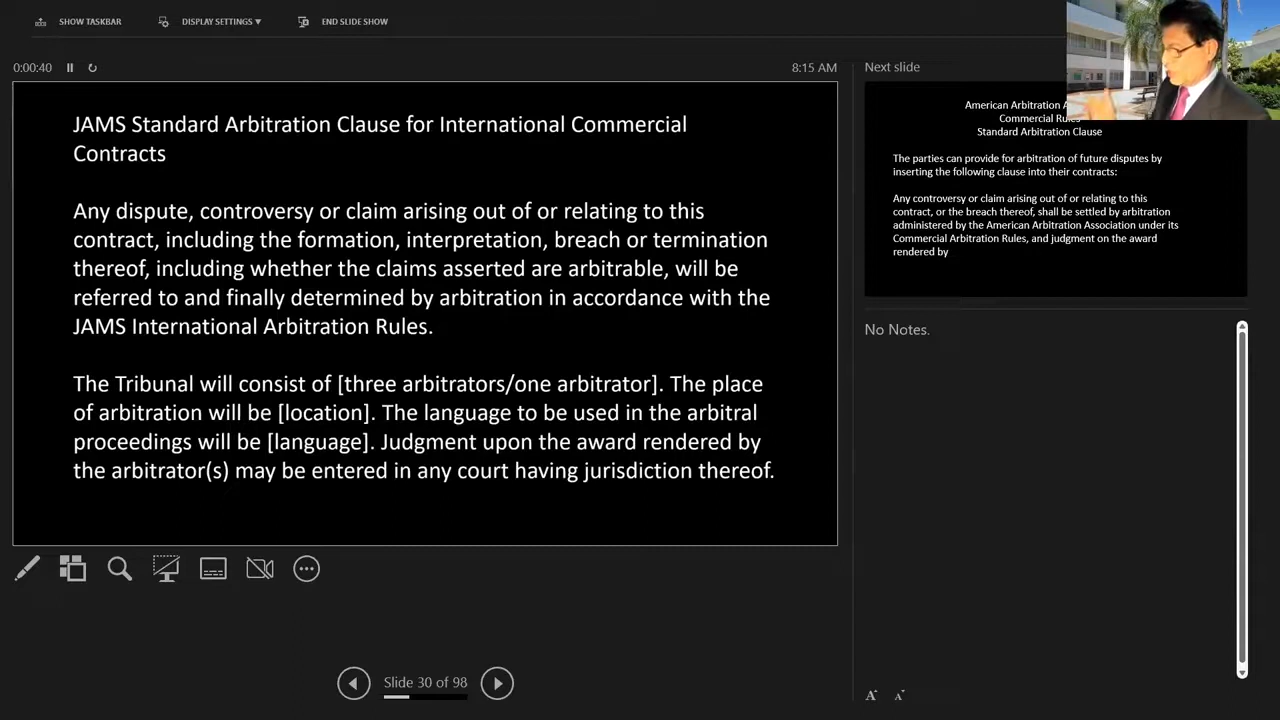 SHOW TASKBAR
DISPLAY SETTINGS ▾
END SLIDE SHOW
0:00:40
8:15 AM
JAMS Standard Arbitration Clause for International Commercial
Contracts
Any dispute, controversy or claim arising out of or relating to this
contract, including the formation, interpretation, breach or termination
thereof, including whether the claims asserted are arbitrable, will be
referred to and finally determined by arbitration in accordance with the
JAMS International Arbitration Rules.
The Tribunal will consist of [three arbitrators/one arbitrator]. The place
of arbitration will be [location]. The language to be used in the arbitral
proceedings will be [language]. Judgment upon the award rendered by
the arbitrator(s) may be entered in any court having jurisdiction thereof.
Slide 30 of 98
Next slide
American Arbitration
Commercial Rules
Standard Arbitration Clause
The parties can provide for arbitration of future disputes by
inserting the following clause into their contracts:
Any controversy or claim arising out of or relating to this
contract, or the breach thereof, shall be settled by arbitration
administered by the American Arbitration Association under its
Commercial Arbitration Rules, and judgment on the award
rendered by
No Notes.
A A